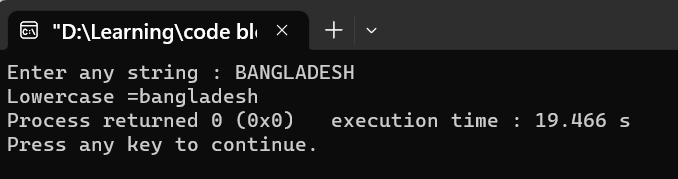 "D:\Learning\code blo
Enter any string : BANGLADESH
Lowercase =bangladesh
Process returned 0 (0x0)   execution time : 19.466 s
Press any key to continue.